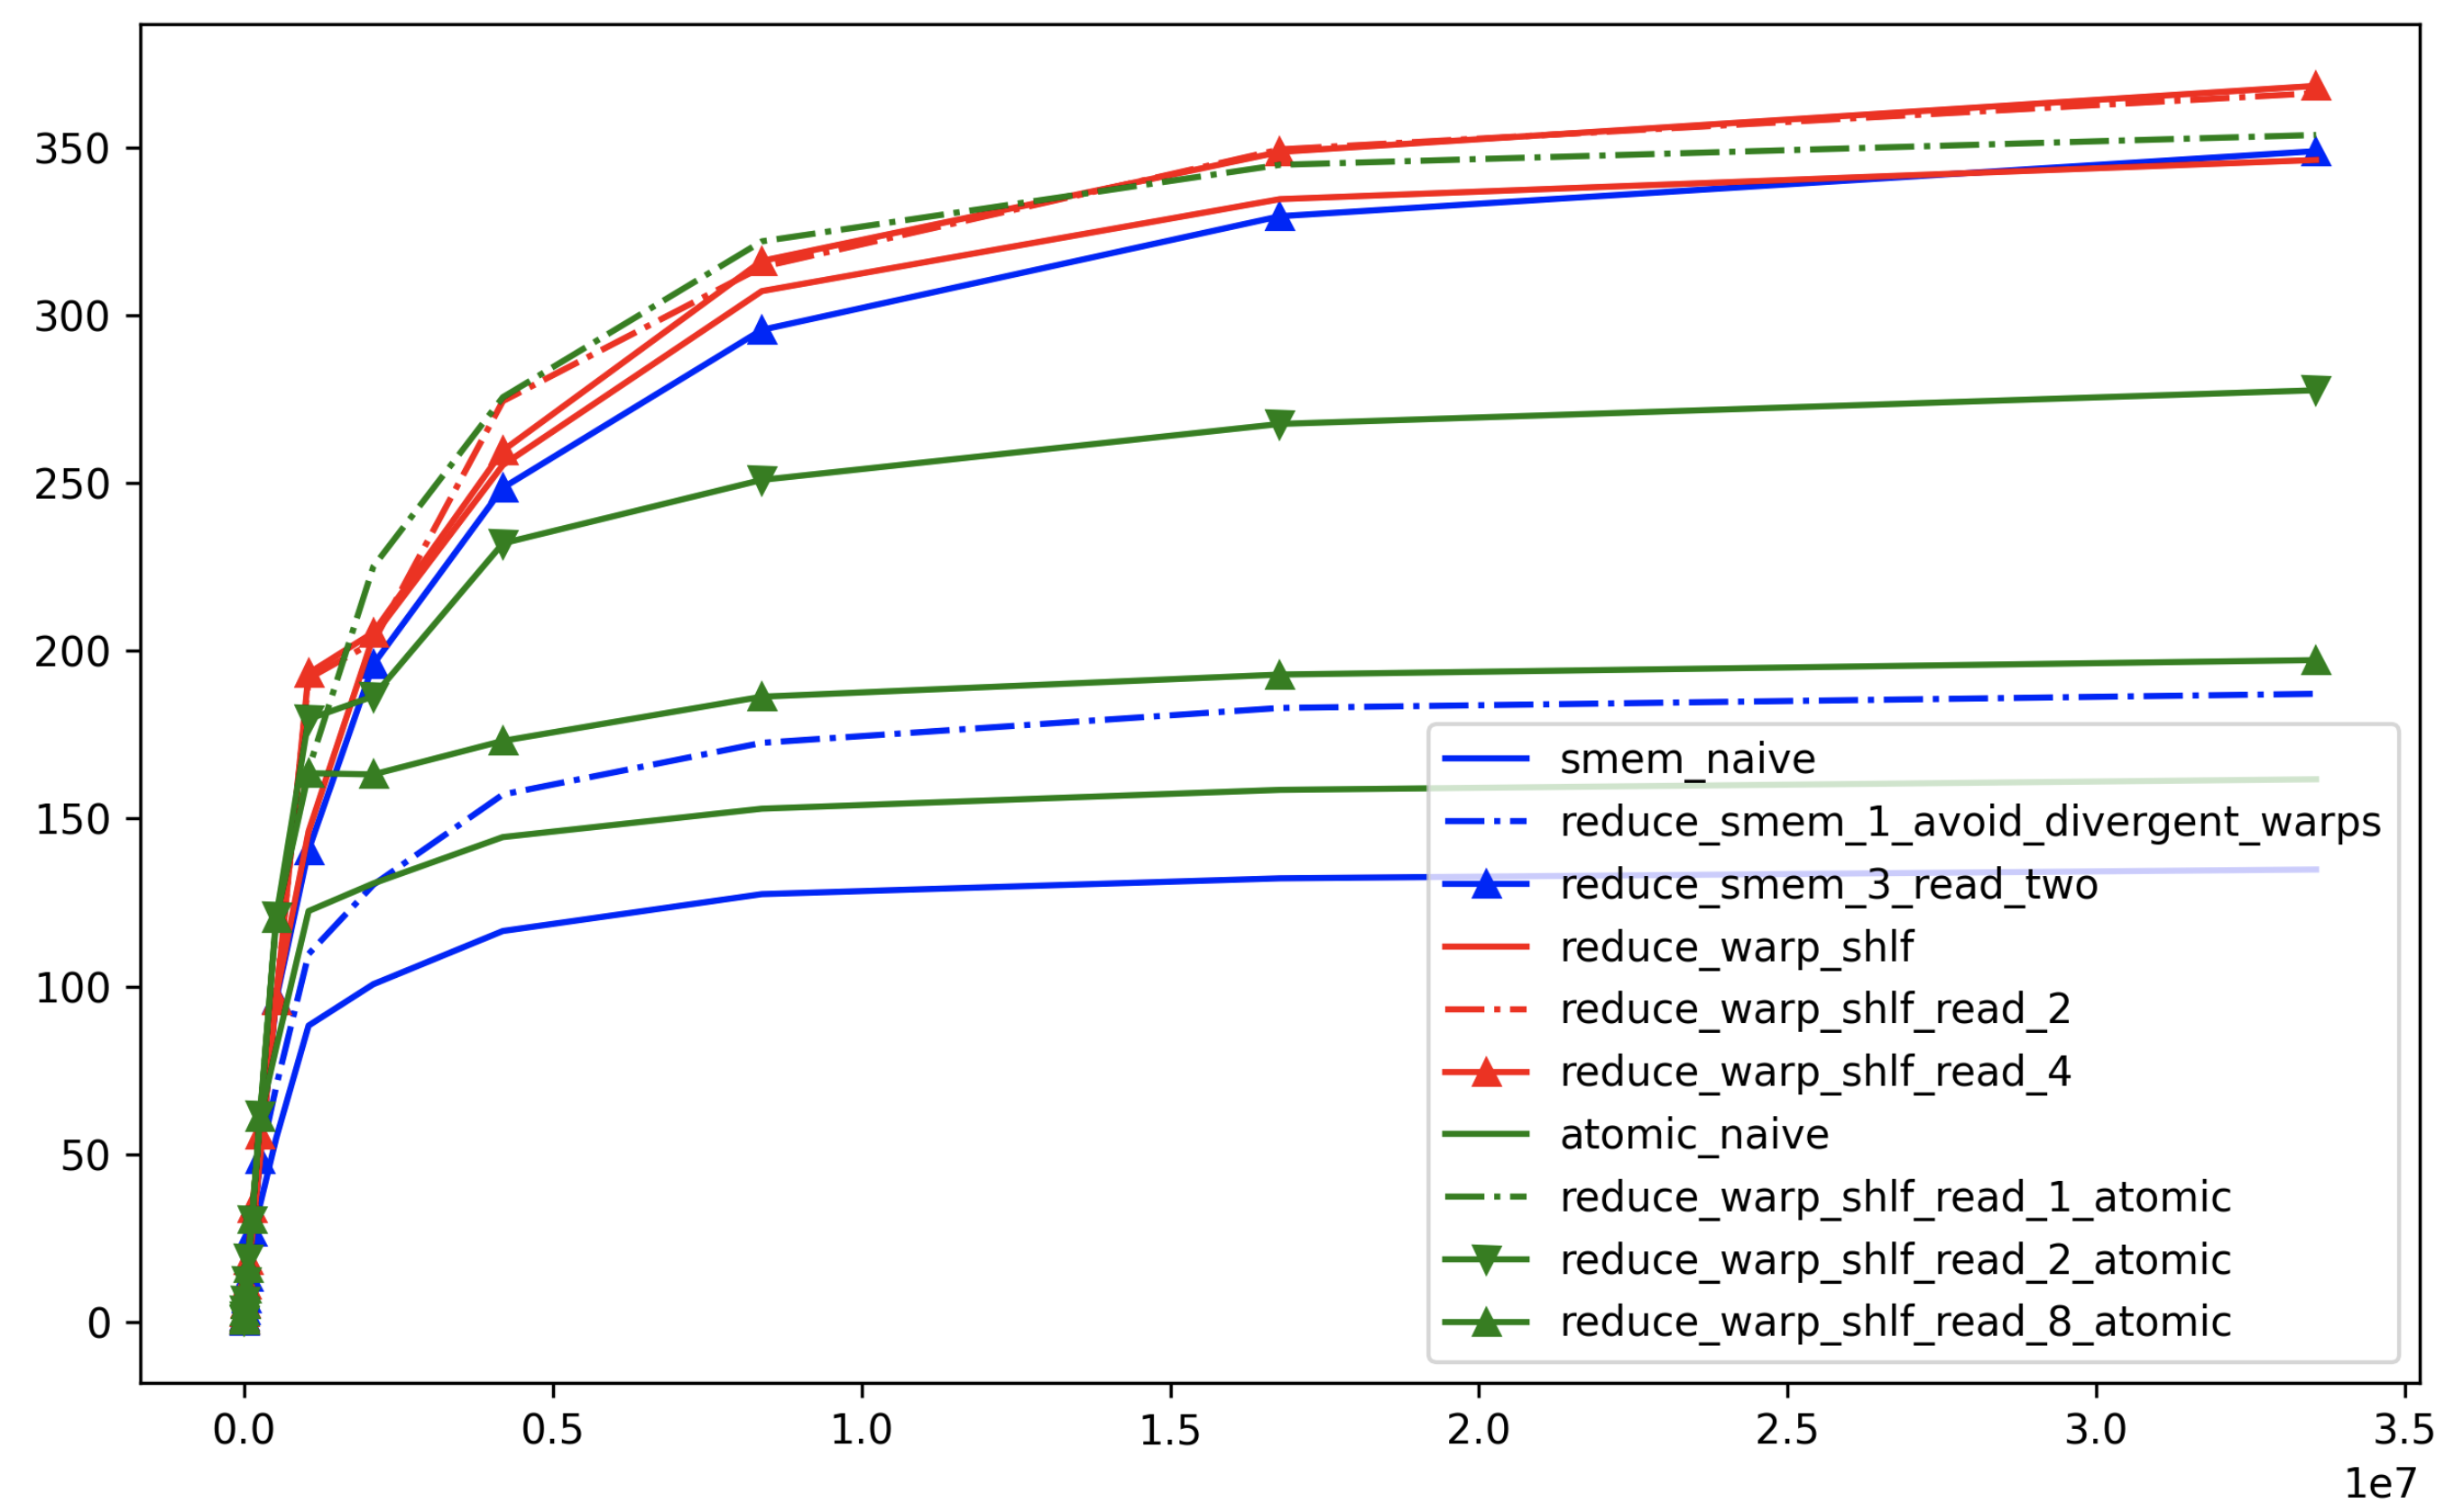 350
300
250
200
150
100
50
0
smem_naive
reduce_smem_1_avoid_divergent_warps
reduce_smem_3_read_two
reduce_warp_shlf
reduce_warp_shlf_read_2
reduce_warp_shlf_read_4
atomic_naive
reduce_warp_shlf_read_1_atomic
reduce_warp_shlf_read_2_atomic
reduce_warp_shlf_read_8_atomic
0.0 0.5 1.0 1.5 2.0 2.5 3.0 3.5
1e7